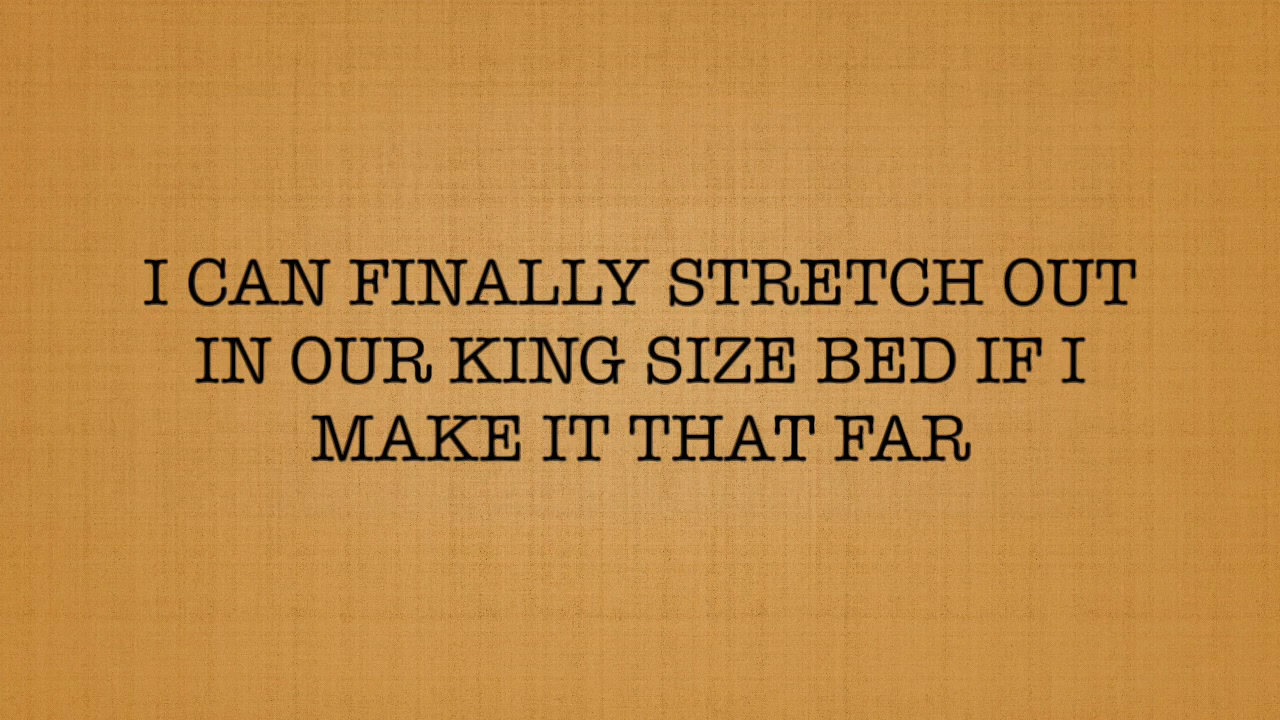 I CAN FINALLY STRETCH OUT
IN OUR KING SIZE BED IF I
MAKE IT THAT FAR